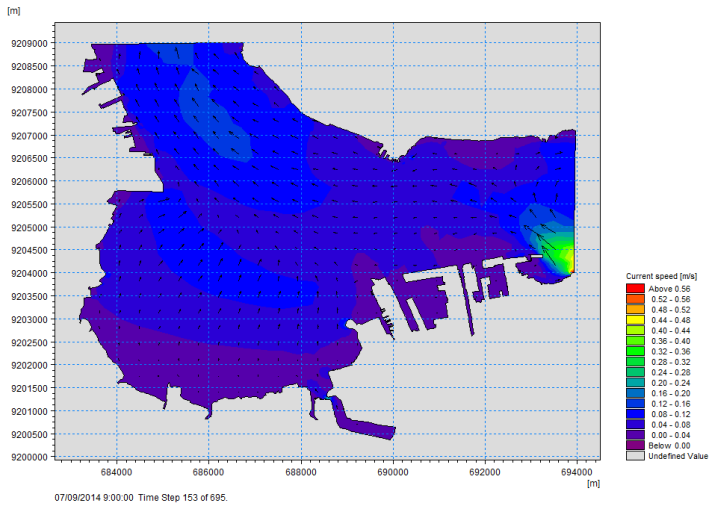 [m]
9209000
9208500
9208000
9207500
9207000
9206500
9206000
9205500
9205000
9204500
9204000
9203500
9203000
9202500
9202000
9201500
9201000
9200500
9200000
684000 686000 688000 690000 692000 694000
[m]
Current speed [m/s]
Above 0.56
0.52 - 0.56
0.48 - 0.52
0.44 - 0.48
0.40 - 0.44
0.36 - 0.40
0.32 - 0.36
0.28 - 0.32
0.24 - 0.28
0.20 - 0.24
0.16 - 0.20
0.12 - 0.16
0.08 - 0.12
0.04 - 0.08
0.00 - 0.04
Below 0.00
Undefined Value
07/09/2014 9:00:00 Time Step 153 of 695.